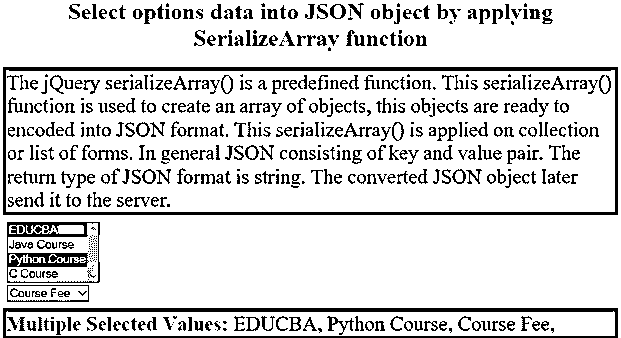 Select options data into JSON object by applying
SerializeArray function
The jQuery serializeArray() is a predefined function. This serializeArray()
function is used to create an array of objects, this objects are ready to
encoded into JSON format. This serializeArray() is applied on collection
or list of forms. In general JSON consisting of key and value pair. The
return type of JSON format is string. The converted JSON object later
send it to the server.
EDUCBA
Java Course
Python Course
C Course
Course Fee
Multiple Selected Values: EDUCBA, Python Course, Course Fee,